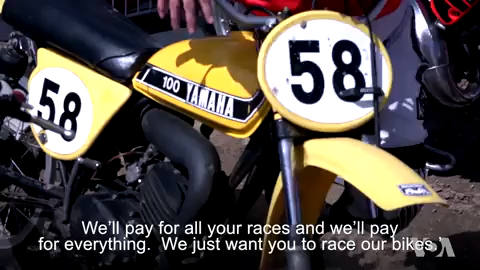 58
100 YAMAHA
58
We'll pay for all your races and we'll pay
for everything.  We just want you to race our bikes.'
VOA